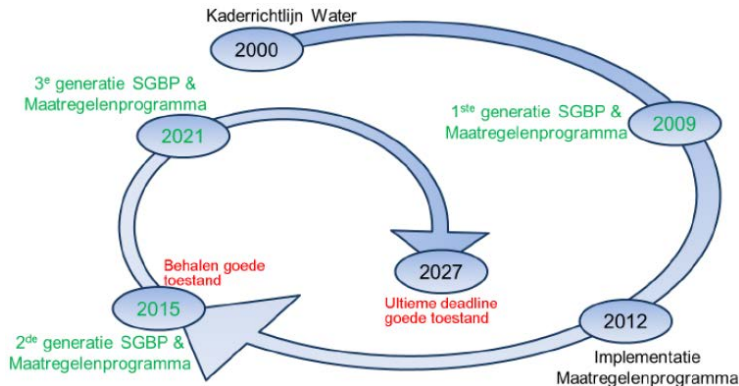 Kaderrichtlijn Water
2000
3e generatie SGBP &
Maatregelenprogramma
2021
1ste generatie SGBP &
Maatregelenprogramma
2009
Behalen goede
toestand
2015
2de generatie SGBP &
Maatregelenprogramma
2027
Ultieme deadline
goede toestand
2012
Implementatie
Maatregelenprogramma